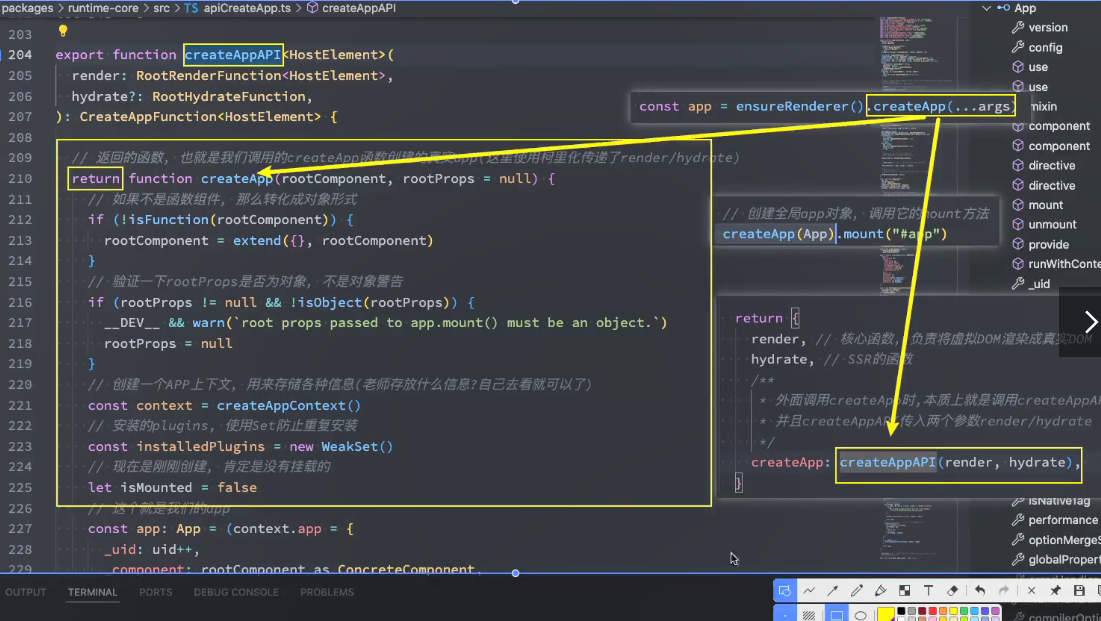 packages > runtime-core > src > TS apiCreateApp.ts > createAppAPI
203
204 export function createAppAPI<HostElement>(
205 render: RootRenderFunction<HostElement>,
206 hydrate?: RootHydrateFunction,
207 ): CreateAppFunction<HostElement> {
208
209 // 返回的函数, 也就是我们调用的createApp函数创建的真实app(这里使用柯里化传递了render/hydrate)
210 return function createApp(rootComponent, rootProps = null) {
211 // 如果不是函数组件, 那么转化成对象形式
212 if (!isFunction(rootComponent)) {
213 rootComponent = extend({}, rootComponent)
214 }
215 // 验证一下rootProps是否为对象, 不是对象警告
216 if (rootProps != null && !isObject(rootProps)) {
217 __DEV__ && warn(`root props passed to app.mount() must be an object.`)
218 rootProps = null
219 }
220 // 创建一个APP上下文, 用来存储各种信息(老师存放什么信息?自己去看就可以了)
221 const context = createAppContext()
222 // 安装的plugins, 使用Set防止重复安装
223 const installedPlugins = new WeakSet()
224 // 现在是刚刚创建, 肯定是没有挂载的
225 let isMounted = false
226 // 这个就是我们的app
227 const app: App = (context.app = {
228 _uid: uid++,
229 _component: rootComponent as ConcreteComponent,
const app = ensureRenderer().createApp(...args)
// 创建全局app对象, 调用它的mount方法
createApp(App).mount("#app")
return {
render, // 核心函数, 负责将虚拟DOM渲染成真实DOM
hydrate, // SSR的函数
/**
* 外面调用createApp时,本质上就是调用createAppAP
* 并且createAppAPI传入两个参数render/hydrate
*/
createApp: createAppAPI(render, hydrate),
}
App
version
config
use
use
mixin
component
component
directive
directive
mount
unmount
provide
runWithConte
_uid
isNativeTag
performance
optionMergeS
globalPropert
compilerOptio
OUTPUT TERMINAL PORTS DEBUG CONSOLE PROBLEMS